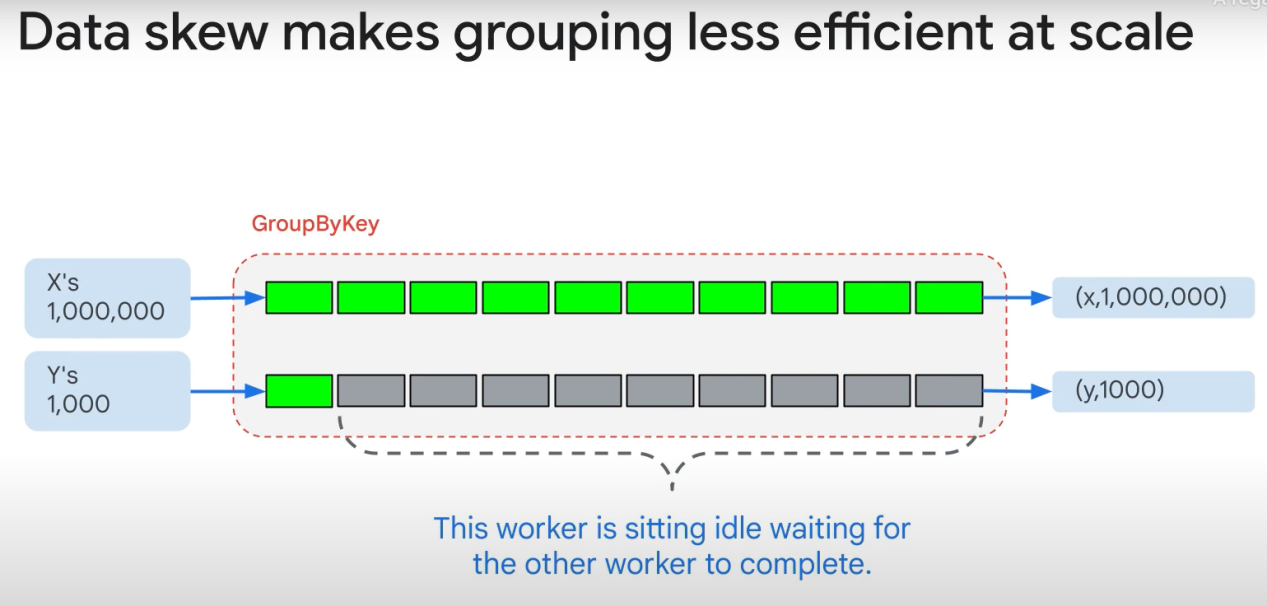 Data skew makes grouping less efficient at scale
GroupByKey
X's
1,000,000
(x,1,000,000)
Y's
1,000
(y,1000)
This worker is sitting idle waiting for
the other worker to complete.